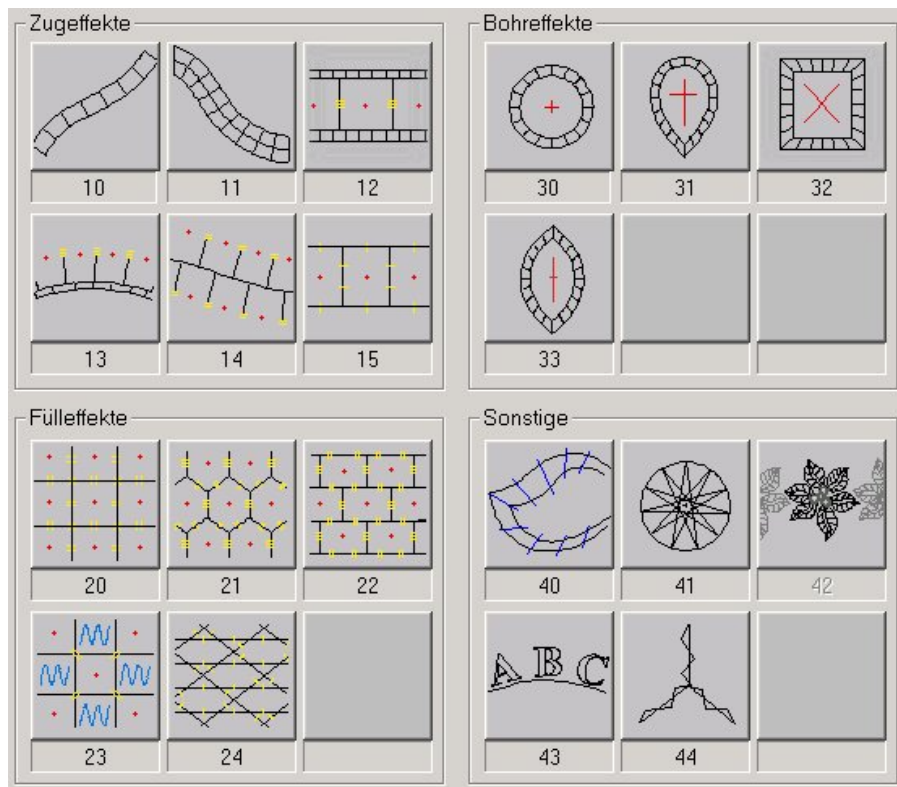 Zugeffekte
10 11 12
13 14 15
Bohreffekte
30 31 32
33
Fülleffekte
20 21 22
23 24
Sonstige
40 41 42
ABC
43 44